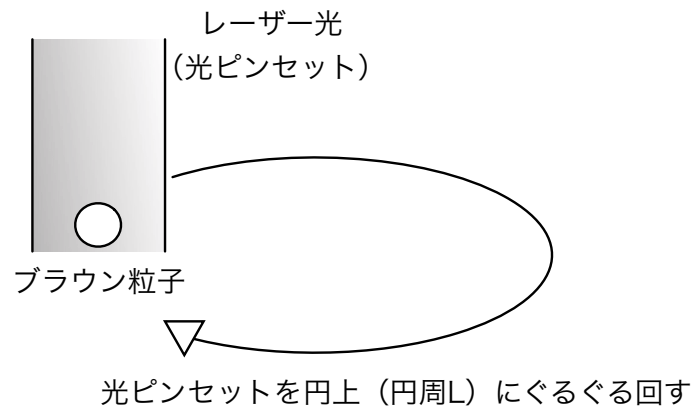 レーザー光
（光ピンセット）
ブラウン粒子
光ピンセットを円上（円周L）にぐるぐる回す